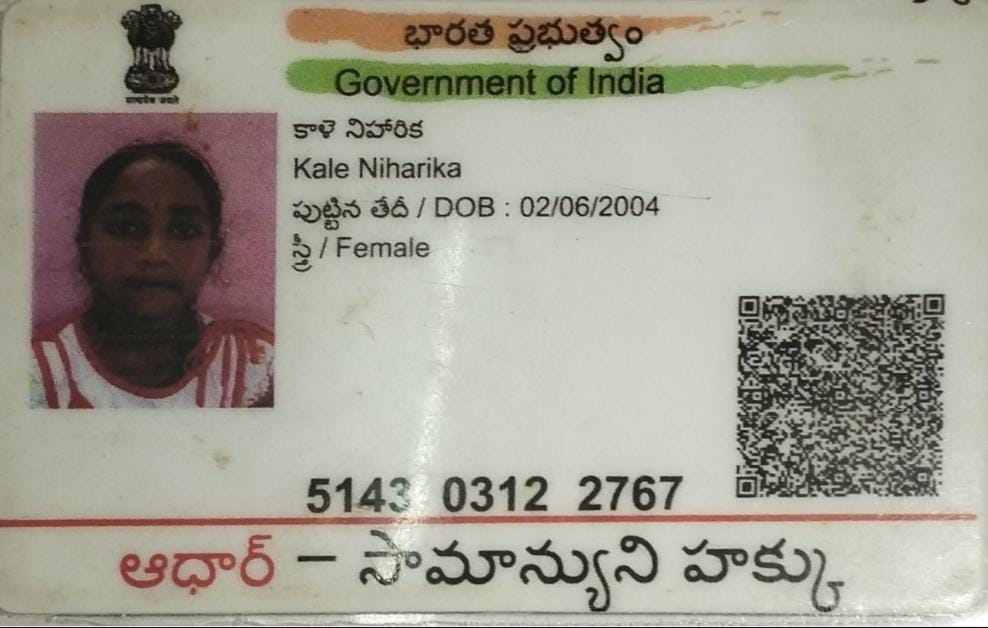 భారత ప్రభుత్వం
Government of India
सत्यमेव जयते
కాళె నిహారిక
Kale Niharika
పుట్టిన తేదీ / DOB : 02/06/2004
స్త్రీ / Female
5143 0312 2767
ఆధార్ – సామాన్యుని హక్కు